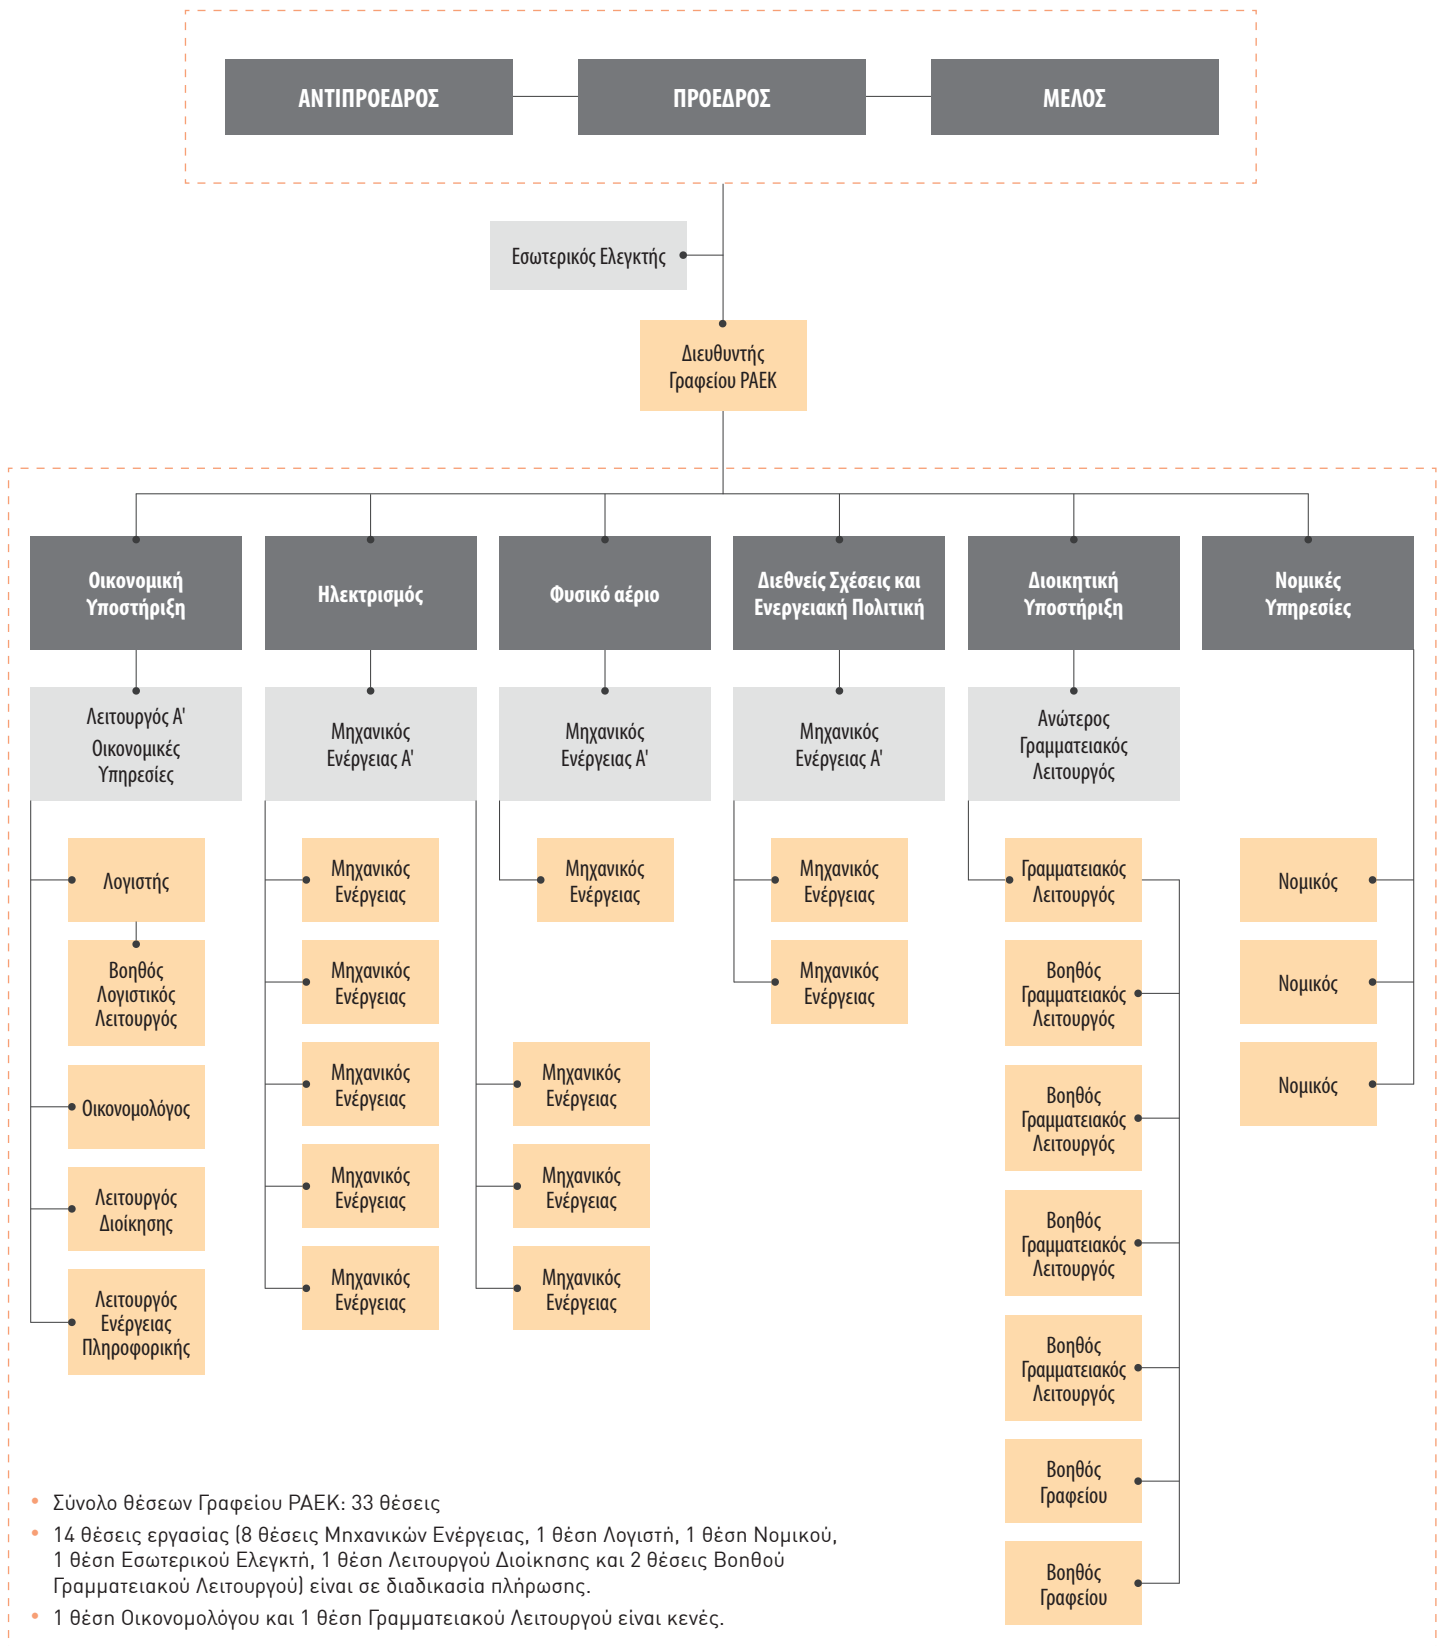 ΑΝΤΙΠΡΟΕΔΡΟΣ
ΠΡΟΕΔΡΟΣ
ΜΕΛΟΣ
Εσωτερικός Ελεγκτής
Διευθυντής
Γραφείου ΡΑΕΚ
Οικονομική
Υποστήριξη
Ηλεκτρισμός
Φυσικό αέριο
Διεθνείς Σχέσεις και
Ενεργειακή Πολιτική
Διοικητική
Υποστήριξη
Νομικές
Υπηρεσίες
Λειτουργός Α'
Οικονομικές
Υπηρεσίες
Μηχανικός
Ενέργειας Α'
Μηχανικός
Ενέργειας Α'
Μηχανικός
Ενέργειας Α'
Ανώτερος
Γραμματειακός
Λειτουργός
Λογιστής
Βοηθός
Λογιστικός
Λειτουργός
Οικονομολόγος
Λειτουργός
Διοίκησης
Λειτουργός
Ενέργειας
Πληροφορικής
Μηχανικός
Ενέργειας
Μηχανικός
Ενέργειας
Μηχανικός
Ενέργειας
Μηχανικός
Ενέργειας
Μηχανικός
Ενέργειας
Μηχανικός
Ενέργειας
Μηχανικός
Ενέργειας
Μηχανικός
Ενέργειας
Μηχανικός
Ενέργειας
Μηχανικός
Ενέργειας
Μηχανικός
Ενέργειας
Γραμματειακός
Λειτουργός
Βοηθός
Γραμματειακός
Λειτουργός
Βοηθός
Γραμματειακός
Λειτουργός
Βοηθός
Γραμματειακός
Λειτουργός
Βοηθός
Γραμματειακός
Λειτουργός
Βοηθός
Γραφείου
Βοηθός
Γραφείου
Νομικός
Νομικός
Νομικός
• Σύνολο θέσεων Γραφείου ΡΑΕΚ: 33 θέσεις
• 14 θέσεις εργασίας (8 θέσεις Μηχανικών Ενέργειας, 1 θέση Λογιστή, 1 θέση Νομικού,
1 θέση Εσωτερικού Ελεγκτή, 1 θέση Λειτουργού Διοίκησης και 2 θέσεις Βοηθού
Γραμματειακού Λειτουργού) είναι σε διαδικασία πλήρωσης.
• 1 θέση Οικονομολόγου και 1 θέση Γραμματειακού Λειτουργού είναι κενές.